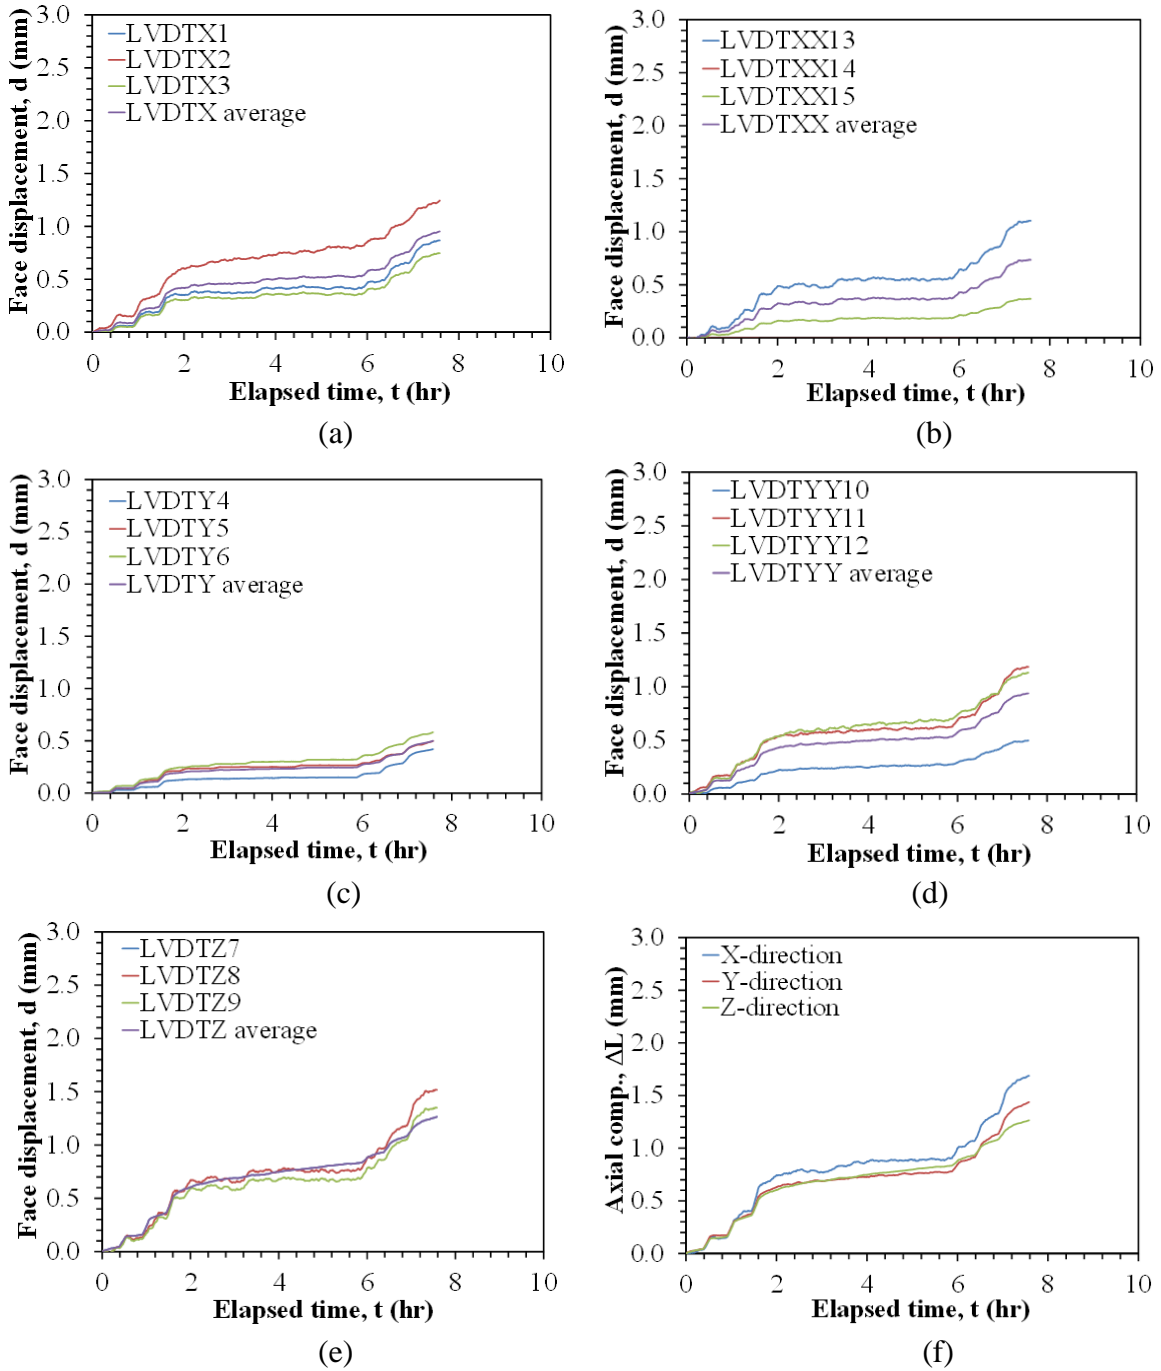 3.0
2.5
2.0
1.5
1.0
0.5
0.0
Face displacement, d (mm)
LVDTX1
LVDTX2
LVDTX3
LVDTX average
0 2 4 6 8 10
Elapsed time, t (hr)
(a)
3.0
2.5
2.0
1.5
1.0
0.5
0.0
Face displacement, d (mm)
LVDTXX13
LVDTXX14
LVDTXX15
LVDTXX average
0 2 4 6 8 10
Elapsed time, t (hr)
(b)
3.0
2.5
2.0
1.5
1.0
0.5
0.0
Face displacement, d (mm)
LVDTY4
LVDTY5
LVDTY6
LVDTY average
0 2 4 6 8 10
Elapsed time, t (hr)
(c)
3.0
2.5
2.0
1.5
1.0
0.5
0.0
Face displacement, d (mm)
LVDTYY10
LVDTYY11
LVDTYY12
LVDTYY average
0 2 4 6 8 10
Elapsed time, t (hr)
(d)
3.0
2.5
2.0
1.5
1.0
0.5
0.0
Face displacement, d (mm)
LVDTZ7
LVDTZ8
LVDTZ9
LVDTZ average
0 2 4 6 8 10
Elapsed time, t (hr)
(e)
3.0
2.5
2.0
1.5
1.0
0.5
0.0
Axial comp., ΔL (mm)
X-direction
Y-direction
Z-direction
0 2 4 6 8 10
Elapsed time, t (hr)
(f)